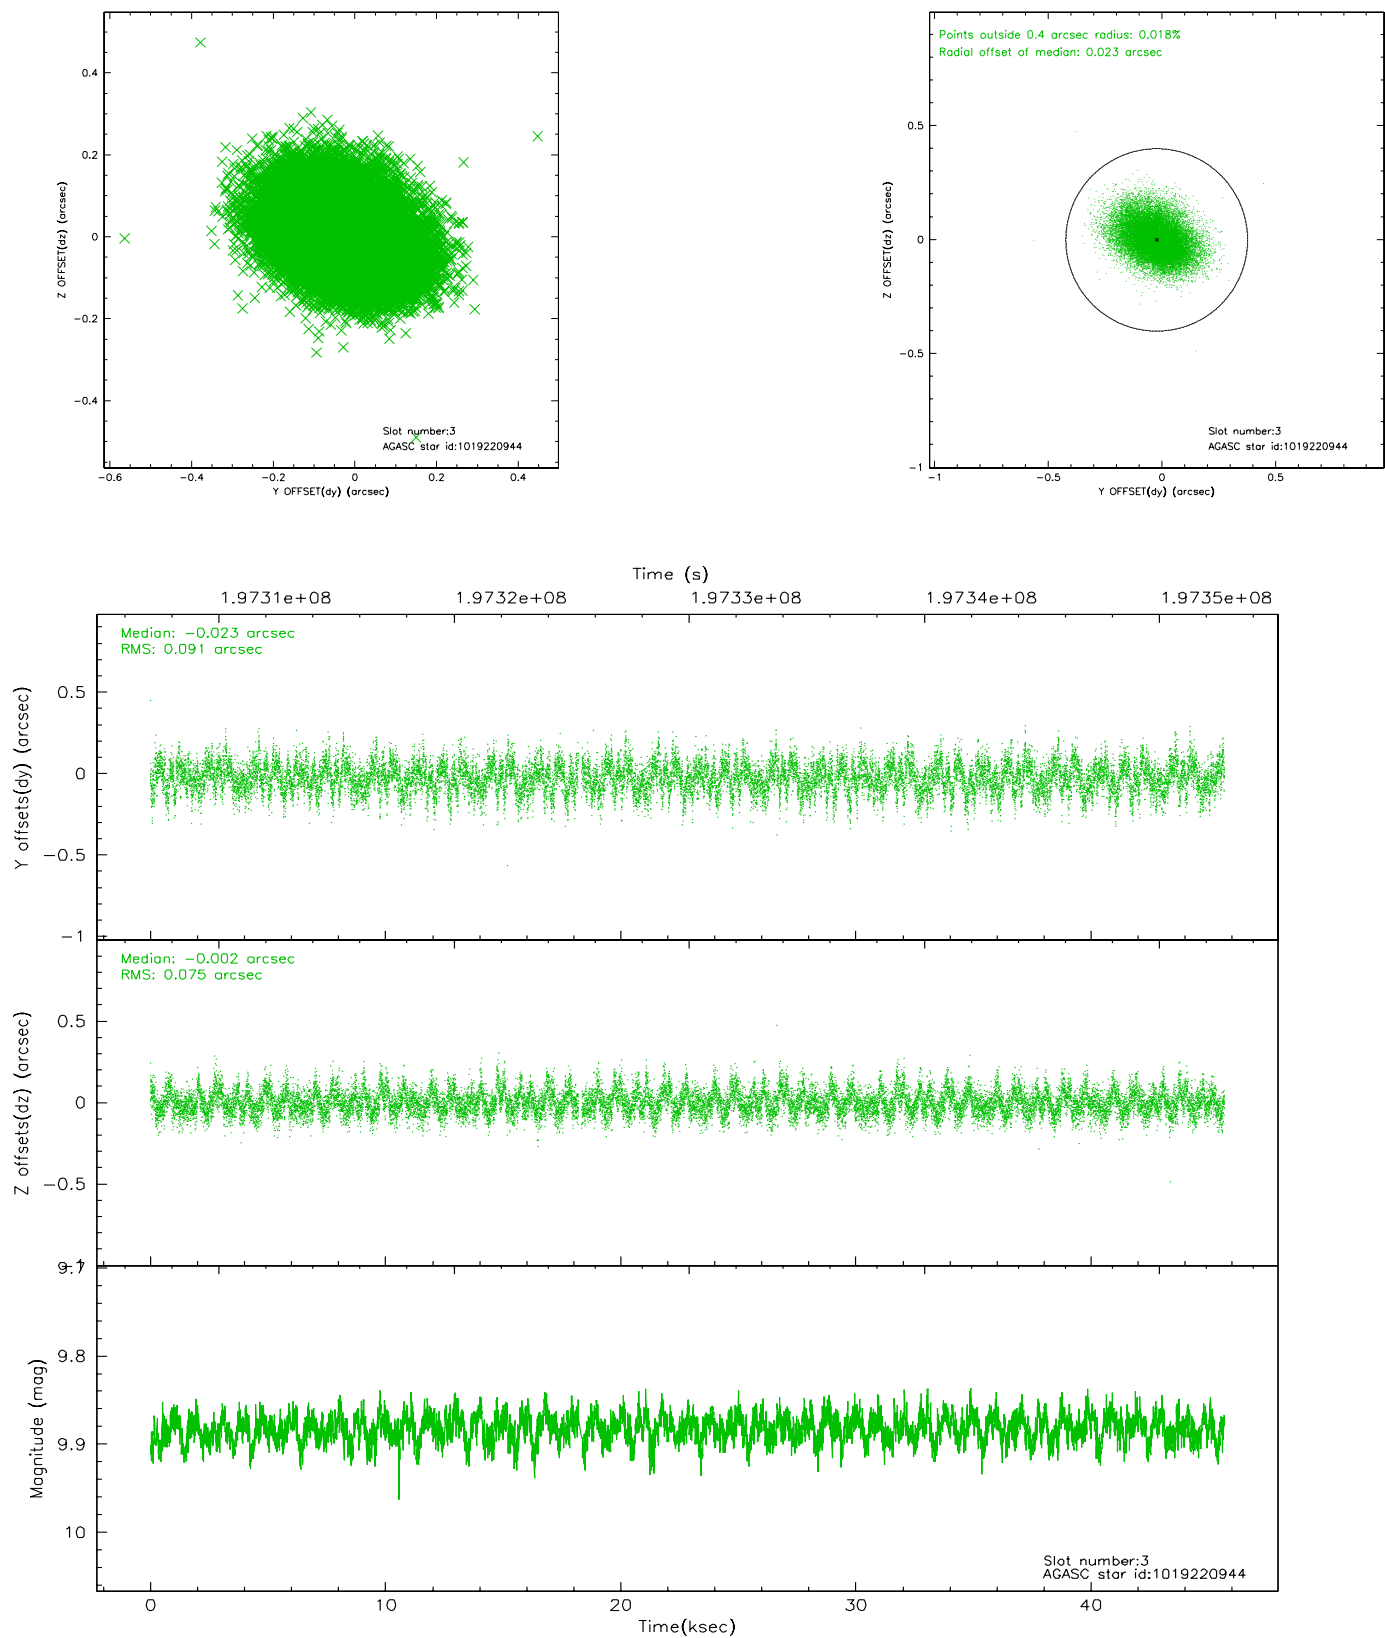 0.4
0.2
0
-0.2
-0.4
Z OFFSET(dz) (arcsec)
Slot number:3
AGASC star id:1019220944
-0.6 -0.4 -0.2 0 0.2 0.4
Y OFFSET(dy) (arcsec)
Points outside 0.4 arcsec radius: 0.018%
Radial offset of median: 0.023 arcsec
0.5
0
-0.5
-1
Z OFFSET(dz) (arcsec)
Slot number:3
AGASC star id:1019220944
-1 -0.5 0 0.5
Y OFFSET(dy) (arcsec)
Time (s)
1.9731e+08 1.9732e+08 1.9733e+08 1.9734e+08 1.9735e+08
Median: -0.023 arcsec
RMS: 0.091 arcsec
0.5
0
-0.5
-1
Y offsets(dy) (arcsec)
Median: -0.002 arcsec
RMS: 0.075 arcsec
0.5
0
-0.5
-1
Z offsets(dz) (arcsec)
9.7
9.8
9.9
10
Magnitude (mag)
Slot number:3
AGASC star id:1019220944
0 10 20 30 40
Time(ksec)